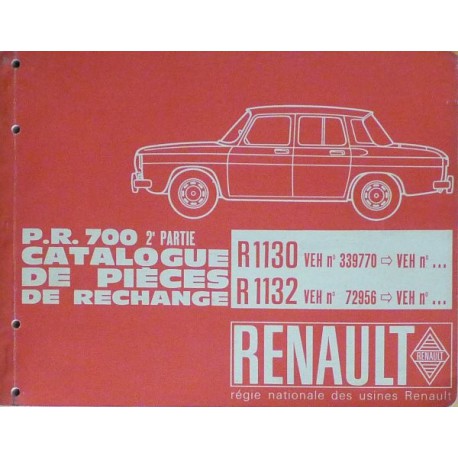 P.R. 700 2e PARTIE
CATALOGUE
DE PIÈCES
DE RECHANGE
R1130 VEH n° 339770 ⇨ VEH n° ...
R1132 VEH n° 72956 ⇨ VEH n° ...
RENAULT
RENAULT
régie nationale des usines Renault